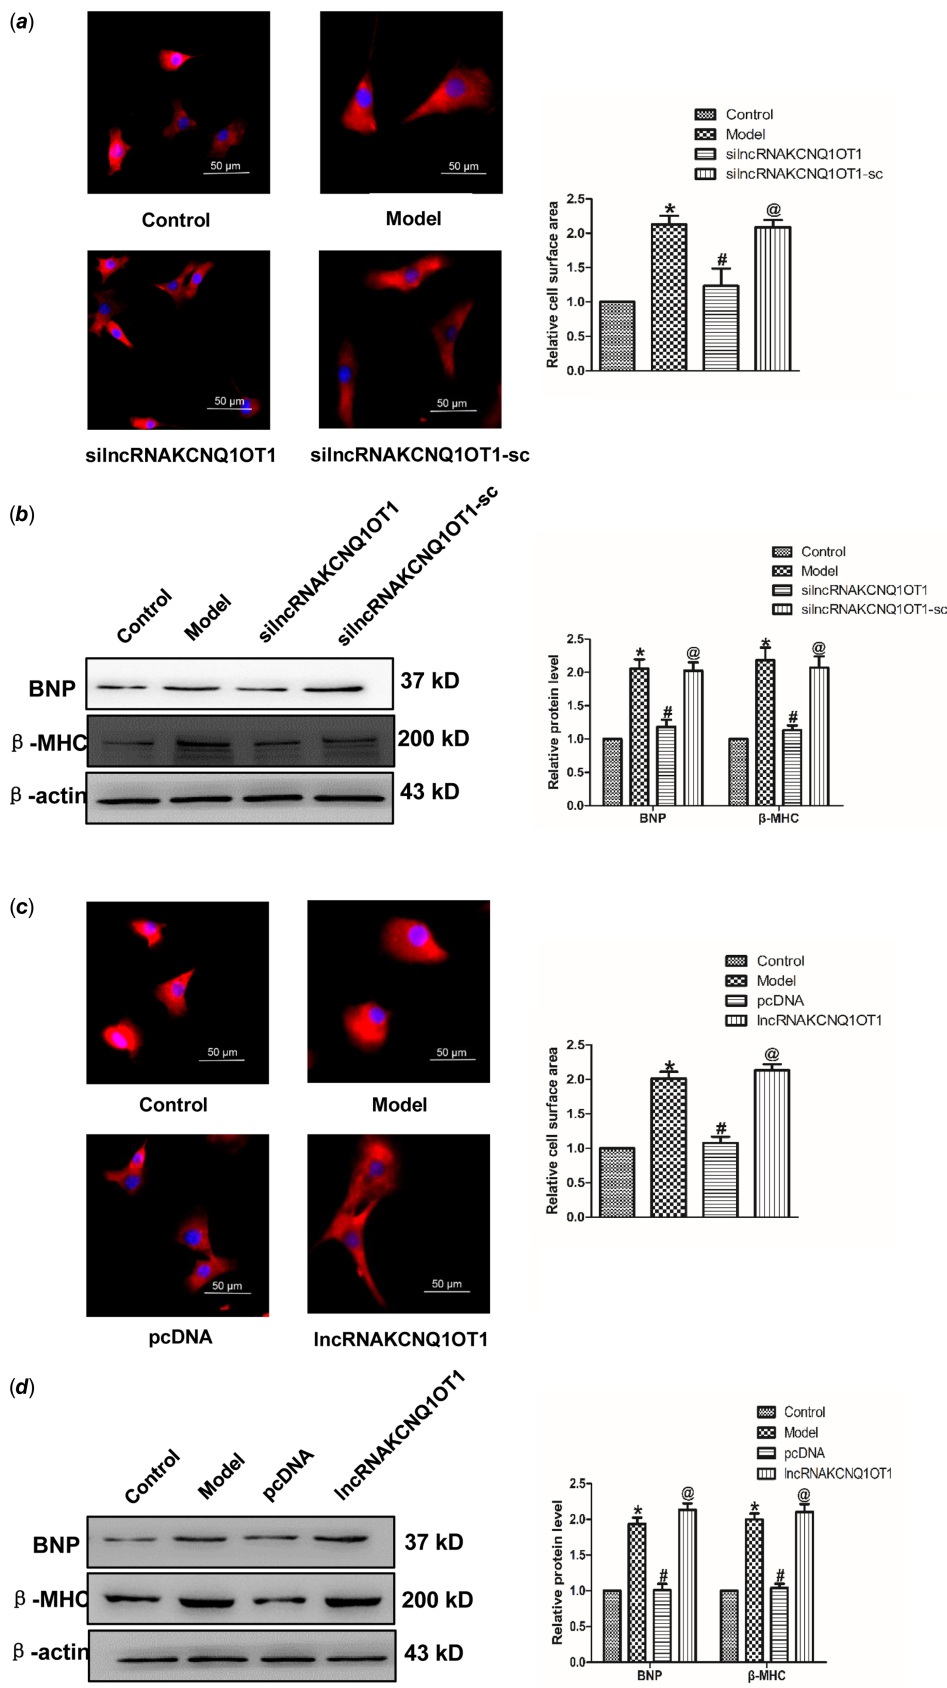 (a)
50 µm
50 µm
Control
Model
50 µm
50 µm
silncRNAKCNQ1OT1
silncRNAKCNQ1OT1-sc
Control
Model
silncRNAKCNQ1OT1
silncRNAKCNQ1OT1-sc
Relative cell surface area
2.5
2.0
1.5
1.0
0.5
0.0
*
#
@
(b)
Control
Model
silncRNAKCNQ1OT1
silncRNAKCNQ1OT1-sc
BNP
37 kD
β-MHC
200 kD
β-actin
43 kD
Control
Model
silncRNAKCNQ1OT1
silncRNAKCNQ1OT1-sc
Relative protein level
2.5
2.0
1.5
1.0
0.5
0.0
*
#
@
*
#
@
BNP
β-MHC
(c)
50 µm
50 µm
Control
Model
50 µm
50 µm
pcDNA
lncRNAKCNQ1OT1
Control
Model
pcDNA
lncRNAKCNQ1OT1
Relative cell surface area
2.5
2.0
1.5
1.0
0.5
0.0
*
#
@
(d)
Control
Model
pcDNA
lncRNAKCNQ1OT1
BNP
37 kD
β-MHC
200 kD
β-actin
43 kD
Control
Model
pcDNA
lncRNAKCNQ1OT1
Relative protein level
2.5
2.0
1.5
1.0
0.5
0.0
*
#
@
*
#
@
BNP
β-MHC